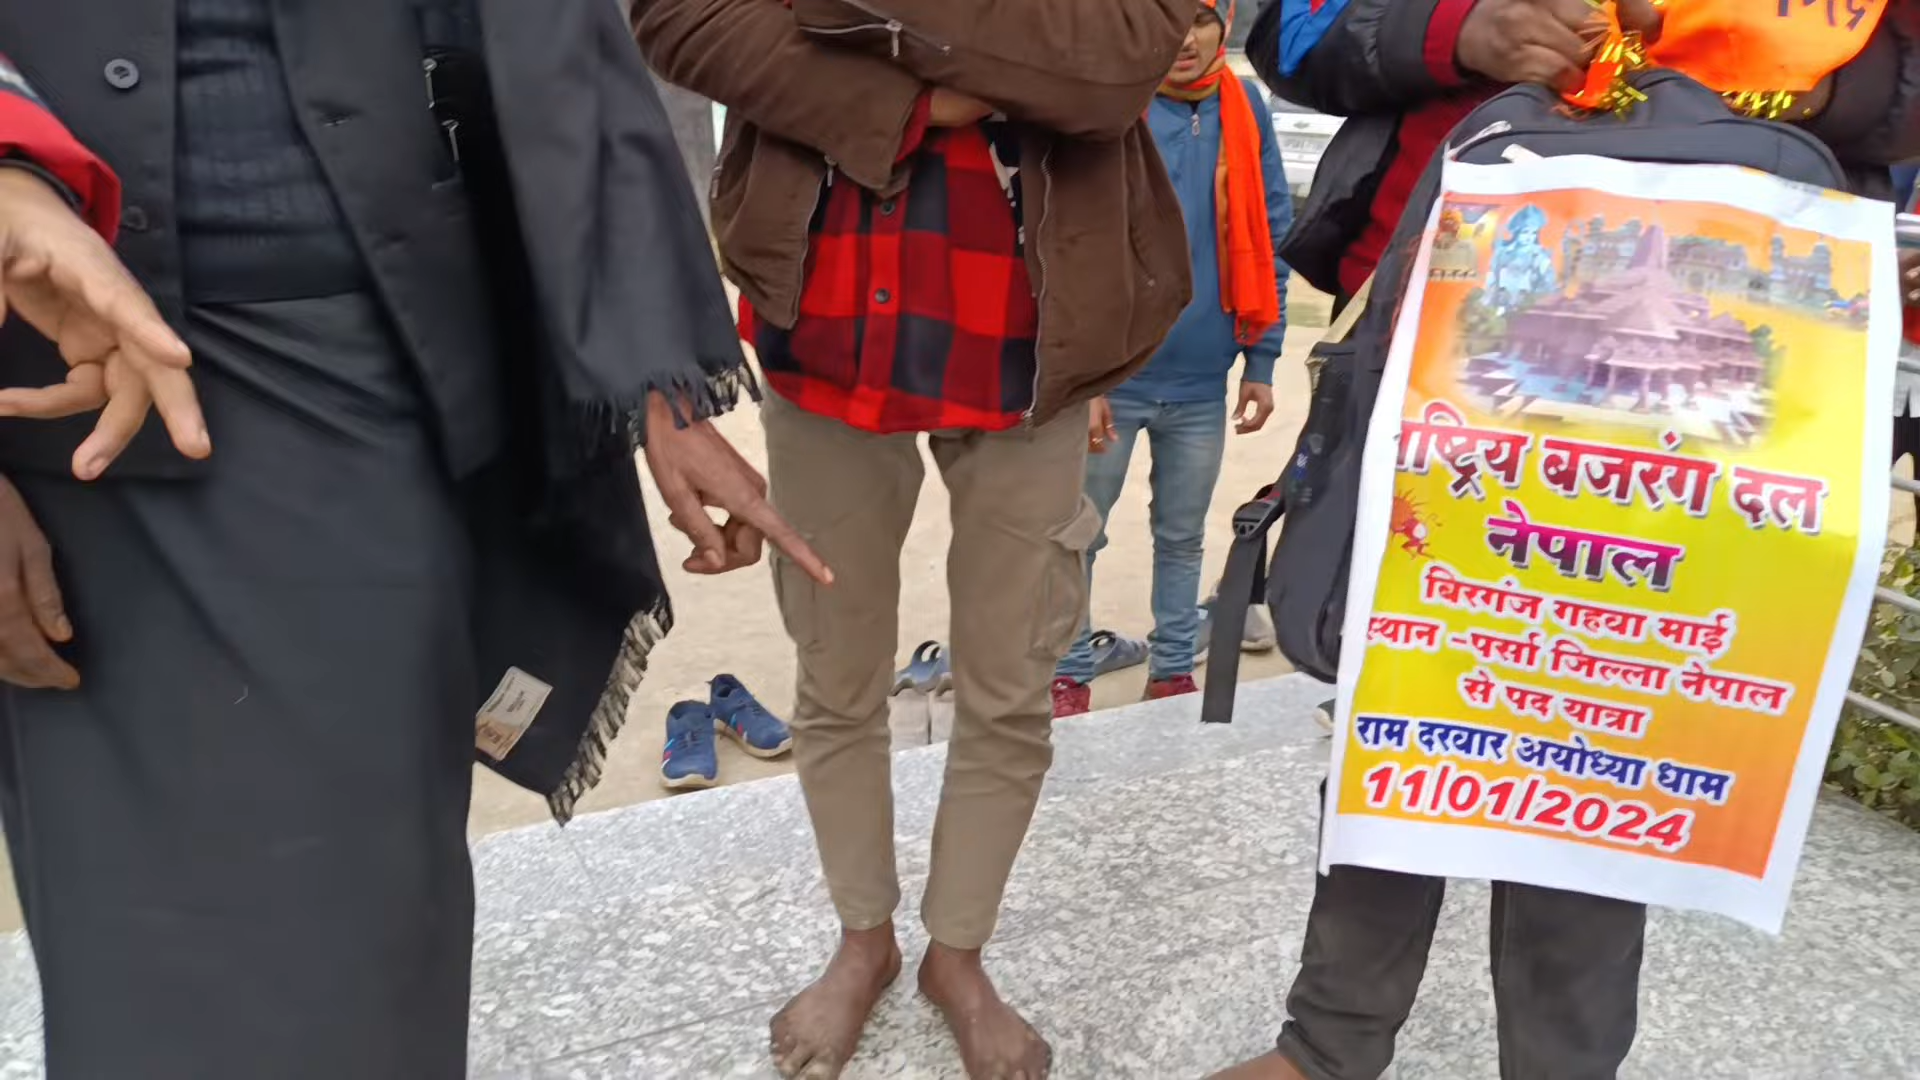 राष्ट्रिय बजरंग दल
नेपाल
बिरगंज गहवा माई
स्थान -पर्सा जिल्ला नेपाल
से पद यात्रा
राम दरवार अयोध्या धाम
11/01/2024